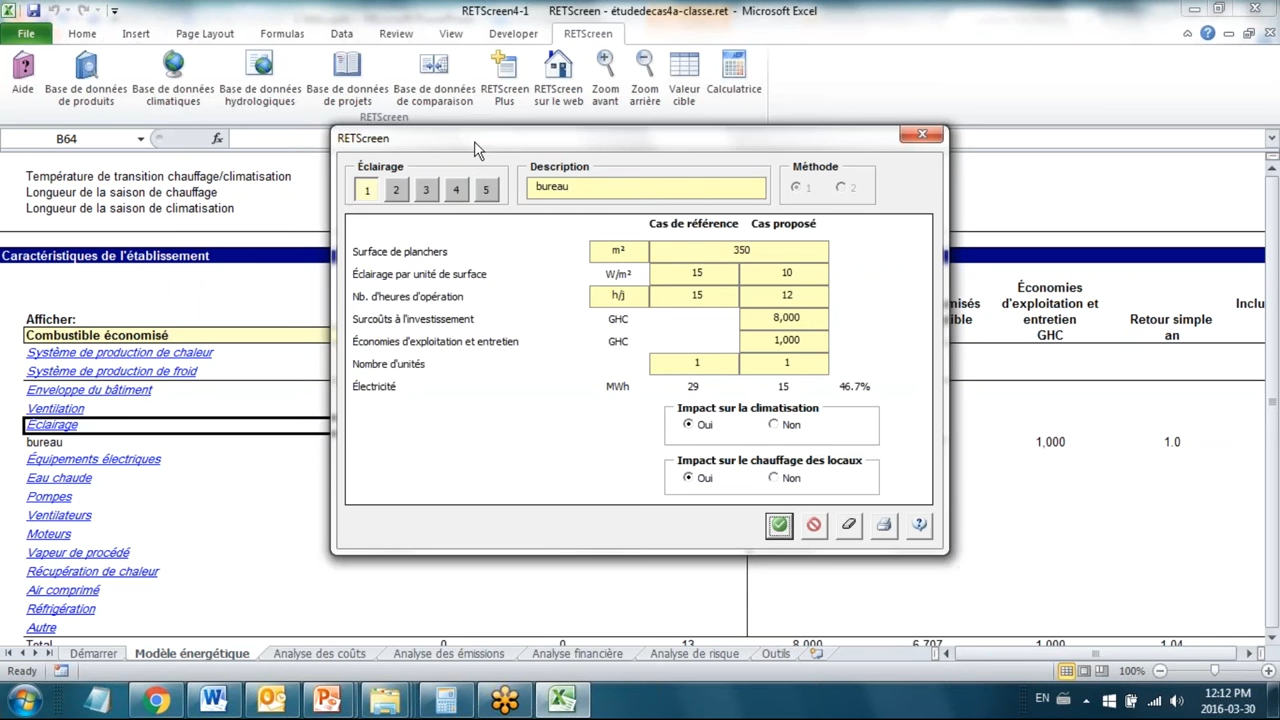 RETScreen4-1 RETScreen - étudedecas4a-classe.ret - Microsoft Excel
File Home Insert Page Layout Formulas Data Review View Developer RETScreen
Aide
Base de données de produits
Base de données climatiques
Base de données hydrologiques
Base de données de projets
Base de données de comparaison
RETScreen Plus
RETScreen sur le web
Zoom avant
Zoom arrière
Valeur cible
Calculatrice
RETScreen
B64 fx
Température de transition chauffage/climatisation
Longueur de la saison de chauffage
Longueur de la saison de climatisation
Caractéristiques de l'établissement
Afficher:
Combustible économisé
Système de production de chaleur
Système de production de froid
Enveloppe du bâtiment
Ventilation
Éclairage
bureau
Équipements électriques
Eau chaude
Pompes
Ventilateurs
Moteurs
Vapeur de procédé
Récupération de chaleur
Air comprimé
Réfrigération
Autre
Total 0 0 13 8,000 6,707 1,000 1.04
Économies
d'exploitation et
entretien
GHC
Retour simple
an
1,000 1.0
RETScreen
Éclairage
1 2 3 4 5
Description
bureau
Méthode
1 2
Cas de référence Cas proposé
Surface de planchers m² 350
Éclairage par unité de surface W/m² 15 10
Nb. d'heures d'opération h/j 15 12
Surcoûts à l'investissement GHC 8,000
Économies d'exploitation et entretien GHC 1,000
Nombre d'unités 1 1
Électricité MWh 29 15 46.7%
Impact sur la climatisation
Oui Non
Impact sur le chauffage des locaux
Oui Non
Démarrer Modèle énergétique Analyse des coûts Analyse des émissions Analyse financière Analyse de risque Outils
Ready 100%
EN 12:12 PM
2016-03-30